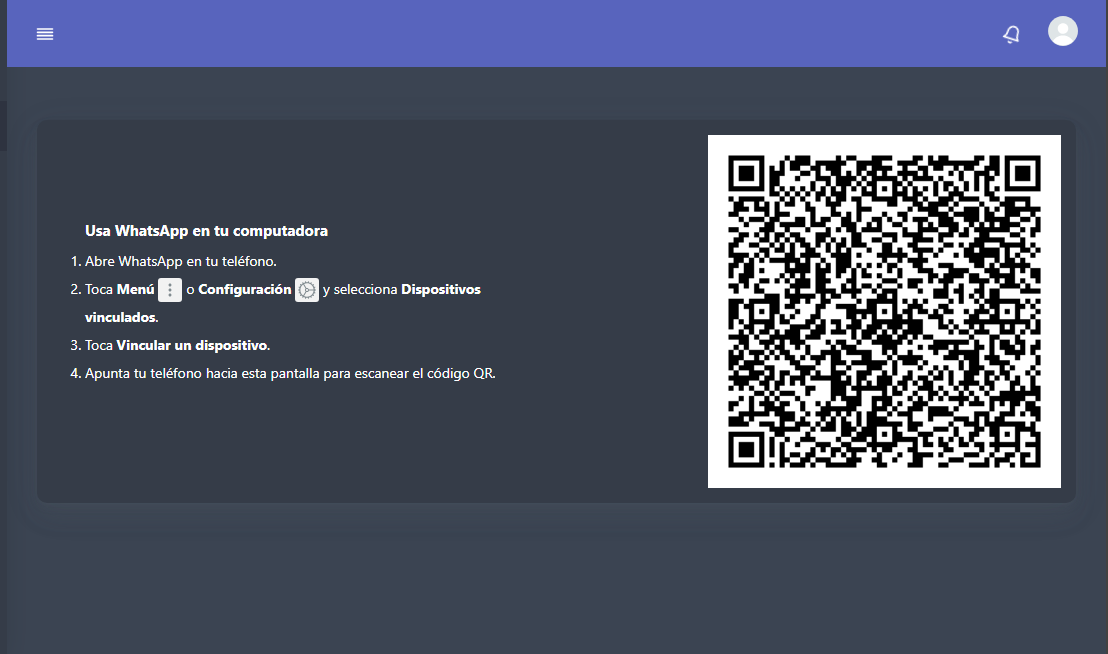 Usa WhatsApp en tu computadora
1. Abre WhatsApp en tu teléfono.
2. Toca Menú o Configuración y selecciona Dispositivos
vinculados.
3. Toca Vincular un dispositivo.
4. Apunta tu teléfono hacia esta pantalla para escanear el código QR.